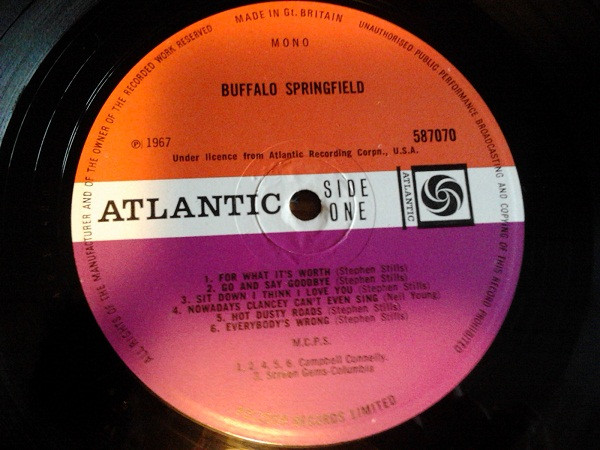 MADE IN Gt. BRITAIN
ALL RIGHTS OF THE MANUFACTURER AND OF THE OWNER OF THE RECORDED WORK RESERVED
UNAUTHORISED PUBLIC PERFORMANCE BROADCASTING AND COPYING OF THIS RECORD PROHIBITED
MONO
BUFFALO SPRINGFIELD
℗ 1967
587070
Under licence from Atlantic Recording Corpn., U.S.A.
ATLANTIC
SIDE
ONE
ATLANTIC
1. FOR WHAT IT'S WORTH (Stephen Stills)
2. GO AND SAY GOODBYE (Stephen Stills)
3. SIT DOWN I THINK I LOVE YOU (Stephen Stills)
4. NOWADAYS CLANCEY CAN'T EVEN SING (Neil Young)
5. HOT DUSTY ROADS (Stephen Stills)
6. EVERYBODY'S WRONG (Stephen Stills)
M.C.P.S.
1, 2, 4, 5, 6. Campbell Connelly.
3. Screen Gems-Columbia
RECORDS LIMITED